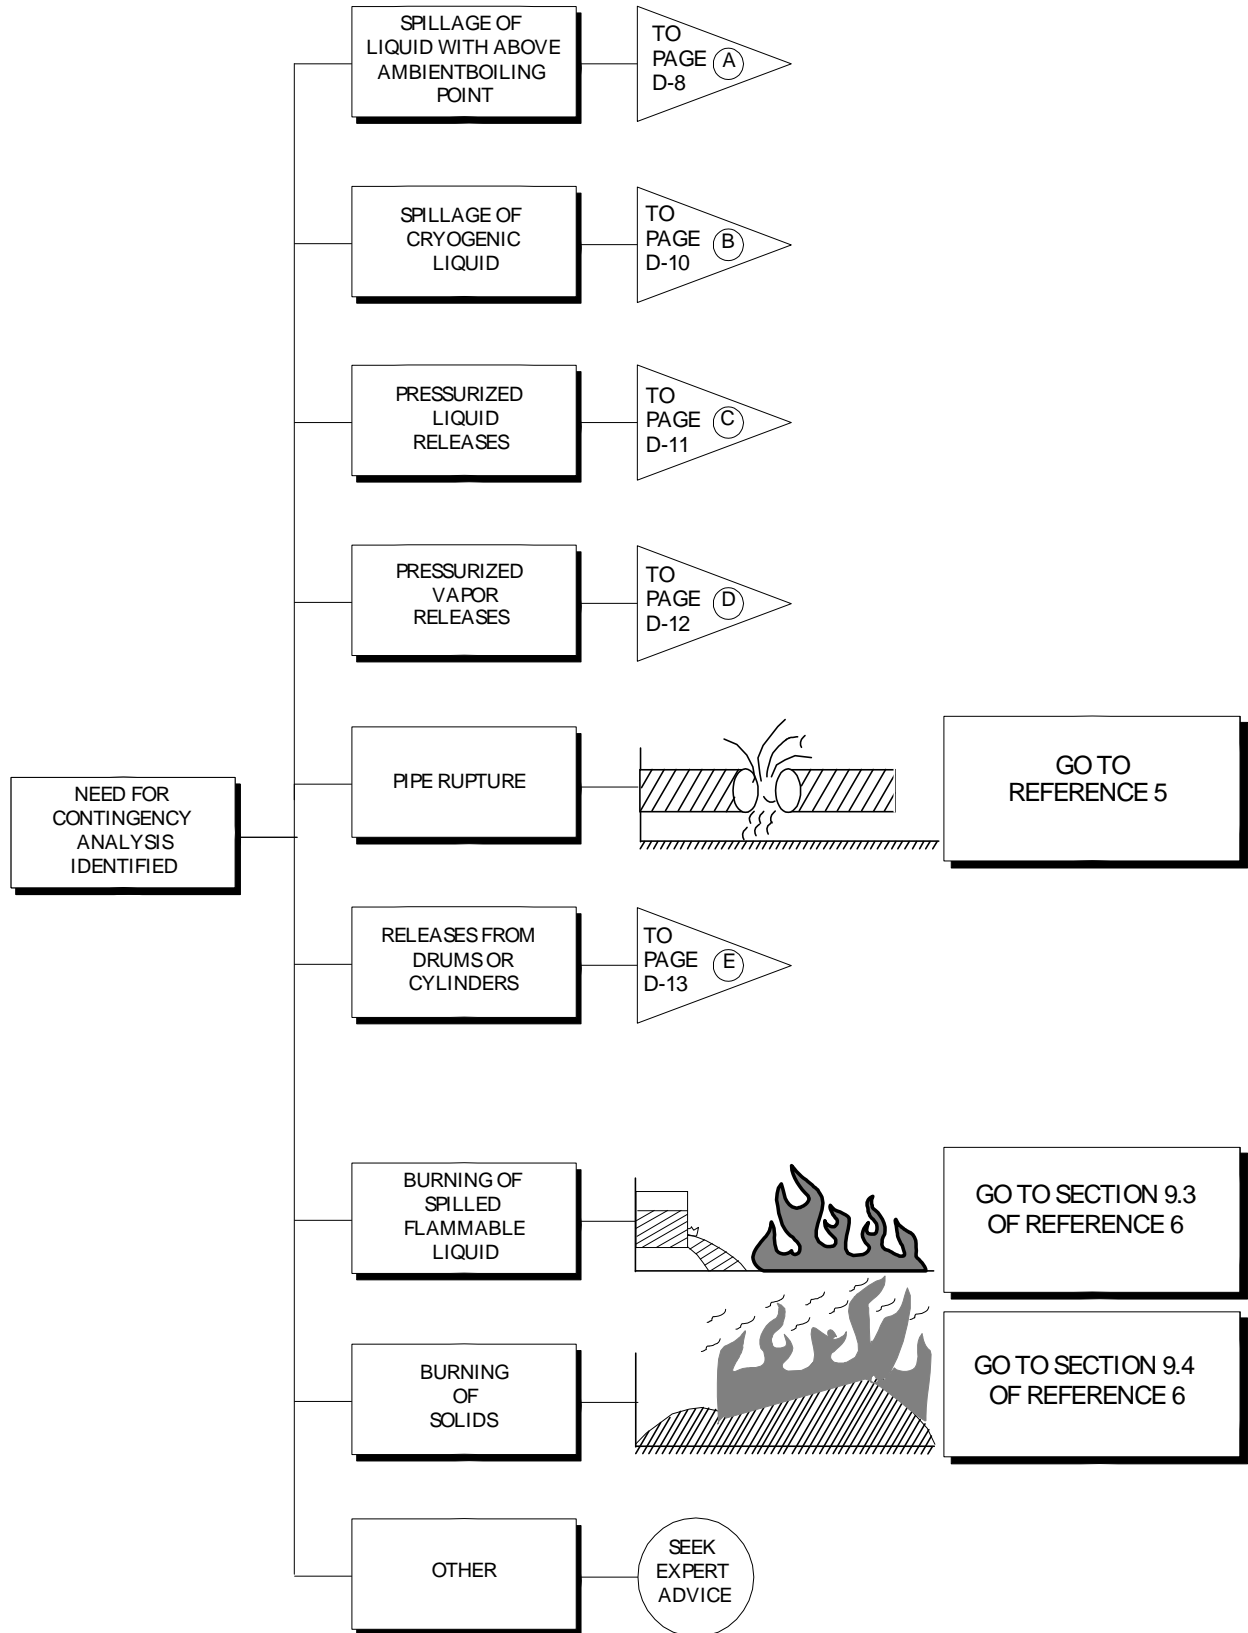 SPILLAGE OF
LIQUID WITH ABOVE
AMBIENTBOILING
POINT
TO
PAGE
D-8
A
SPILLAGE OF
CRYOGENIC
LIQUID
TO
PAGE
D-10
B
PRESSURIZED
LIQUID
RELEASES
TO
PAGE
D-11
C
PRESSURIZED
VAPOR
RELEASES
TO
PAGE
D-12
D
NEED FOR
CONTINGENCY
ANALYSIS
IDENTIFIED
PIPE RUPTURE
GO TO
REFERENCE 5
RELEASES FROM
DRUMS OR
CYLINDERS
TO
PAGE
D-13
E
BURNING OF
SPILLED
FLAMMABLE
LIQUID
GO TO SECTION 9.3
OF REFERENCE 6
BURNING
OF
SOLIDS
GO TO SECTION 9.4
OF REFERENCE 6
OTHER
SEEK
EXPERT
ADVICE